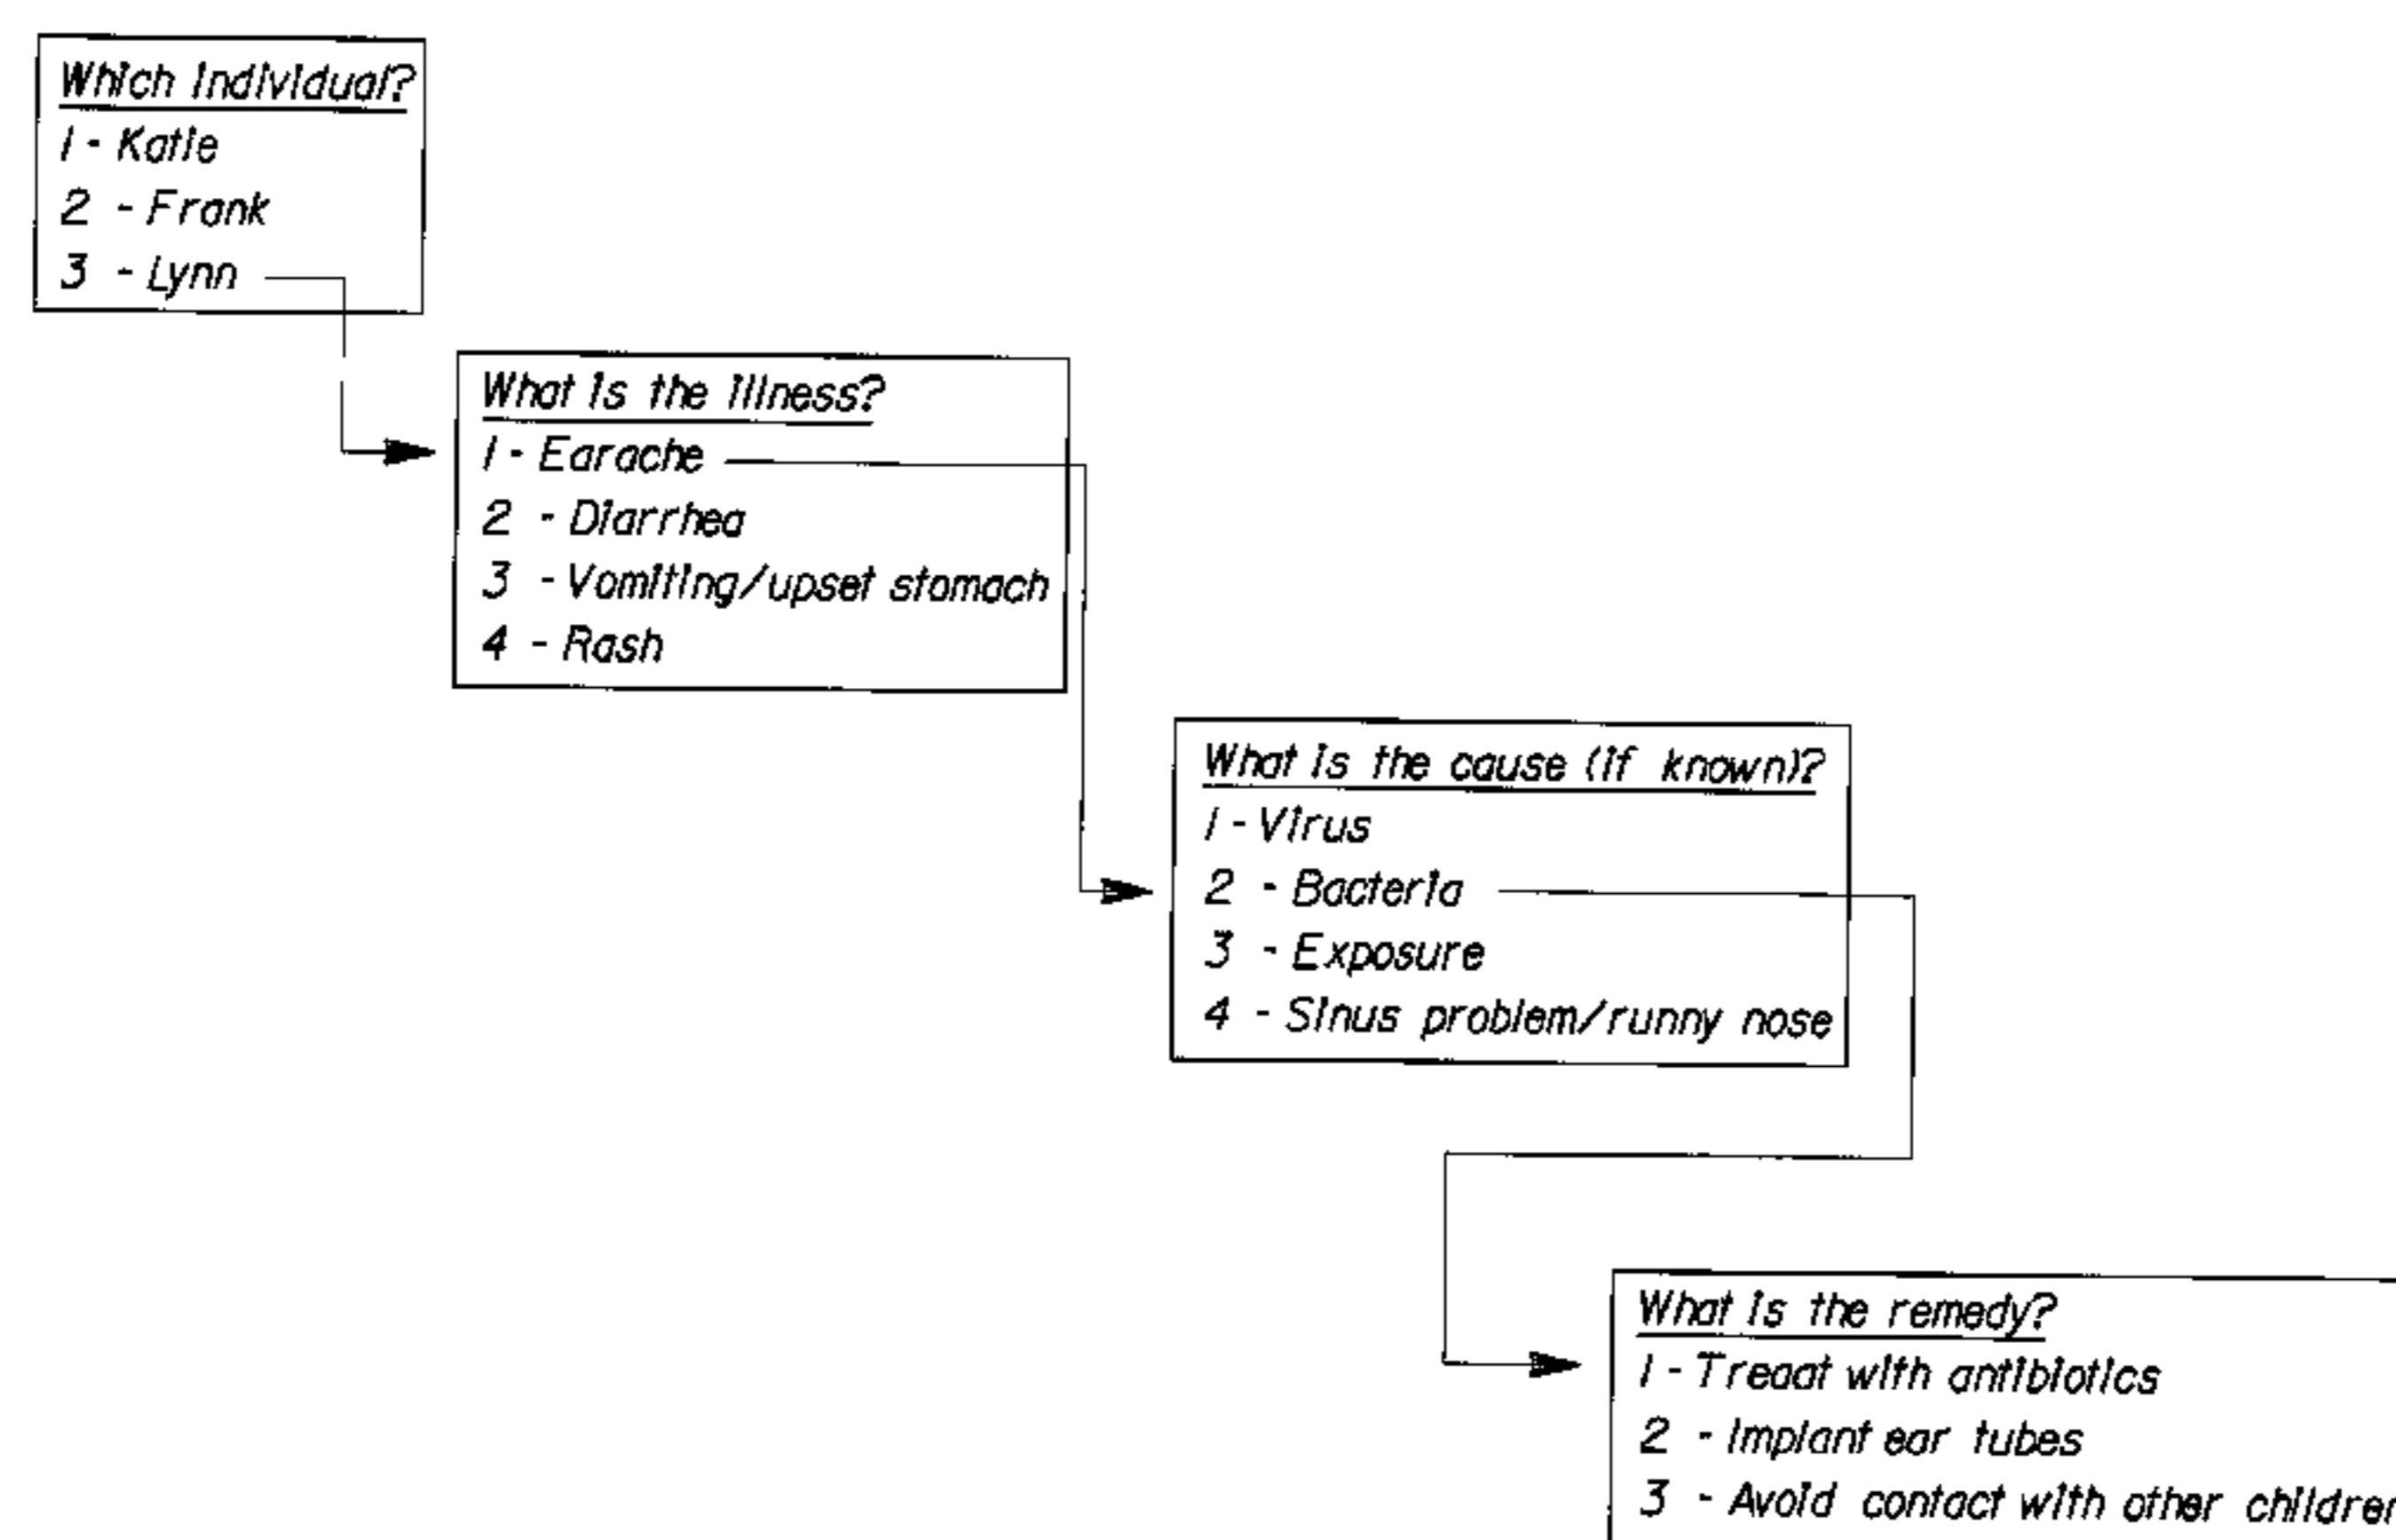 Which individual?
1 - Katie
2 - Frank
3 - Lynn
What is the illness?
1 - Earache
2 - Diarrhea
3 - Vomiting/upset stomach
4 - Rash
What is the cause (if known)?
1 - Virus
2 - Bacteria
3 - Exposure
4 - Sinus problem/runny nose
What is the remedy?
1 - Treaat with antibiotics
2 - Implant ear tubes
3 - Avoid contact with other children